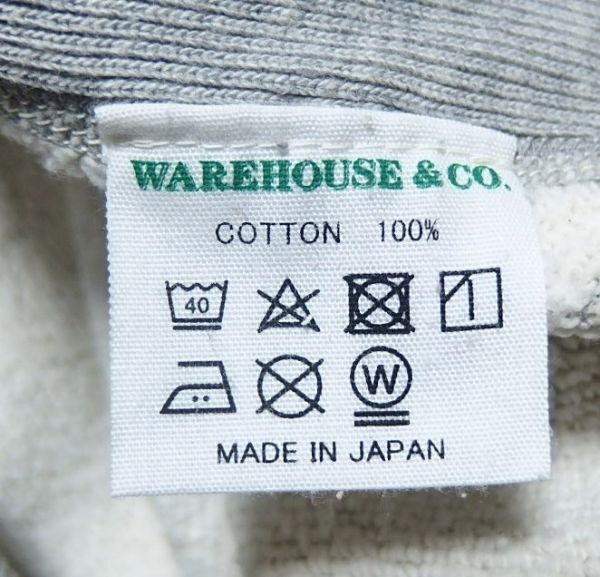 WAREHOUSE & CO.
COTTON 100%
40
W
MADE IN JAPAN